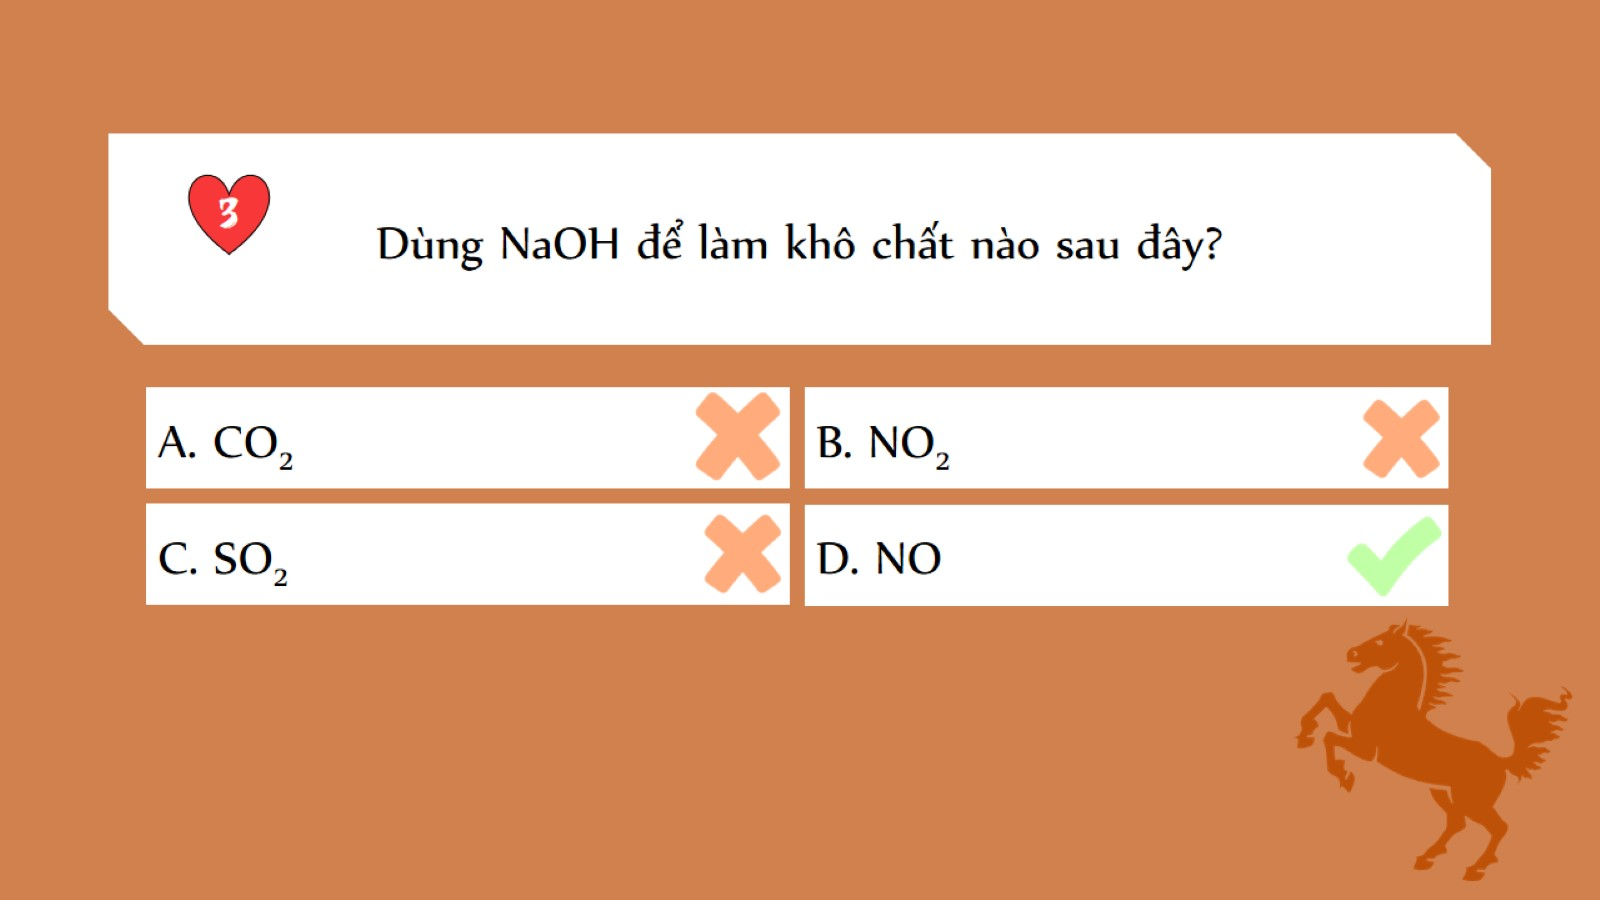 3
Dùng NaOH để làm khô chất nào sau đây?
A. CO₂
B. NO₂
C. SO₂
D. NO